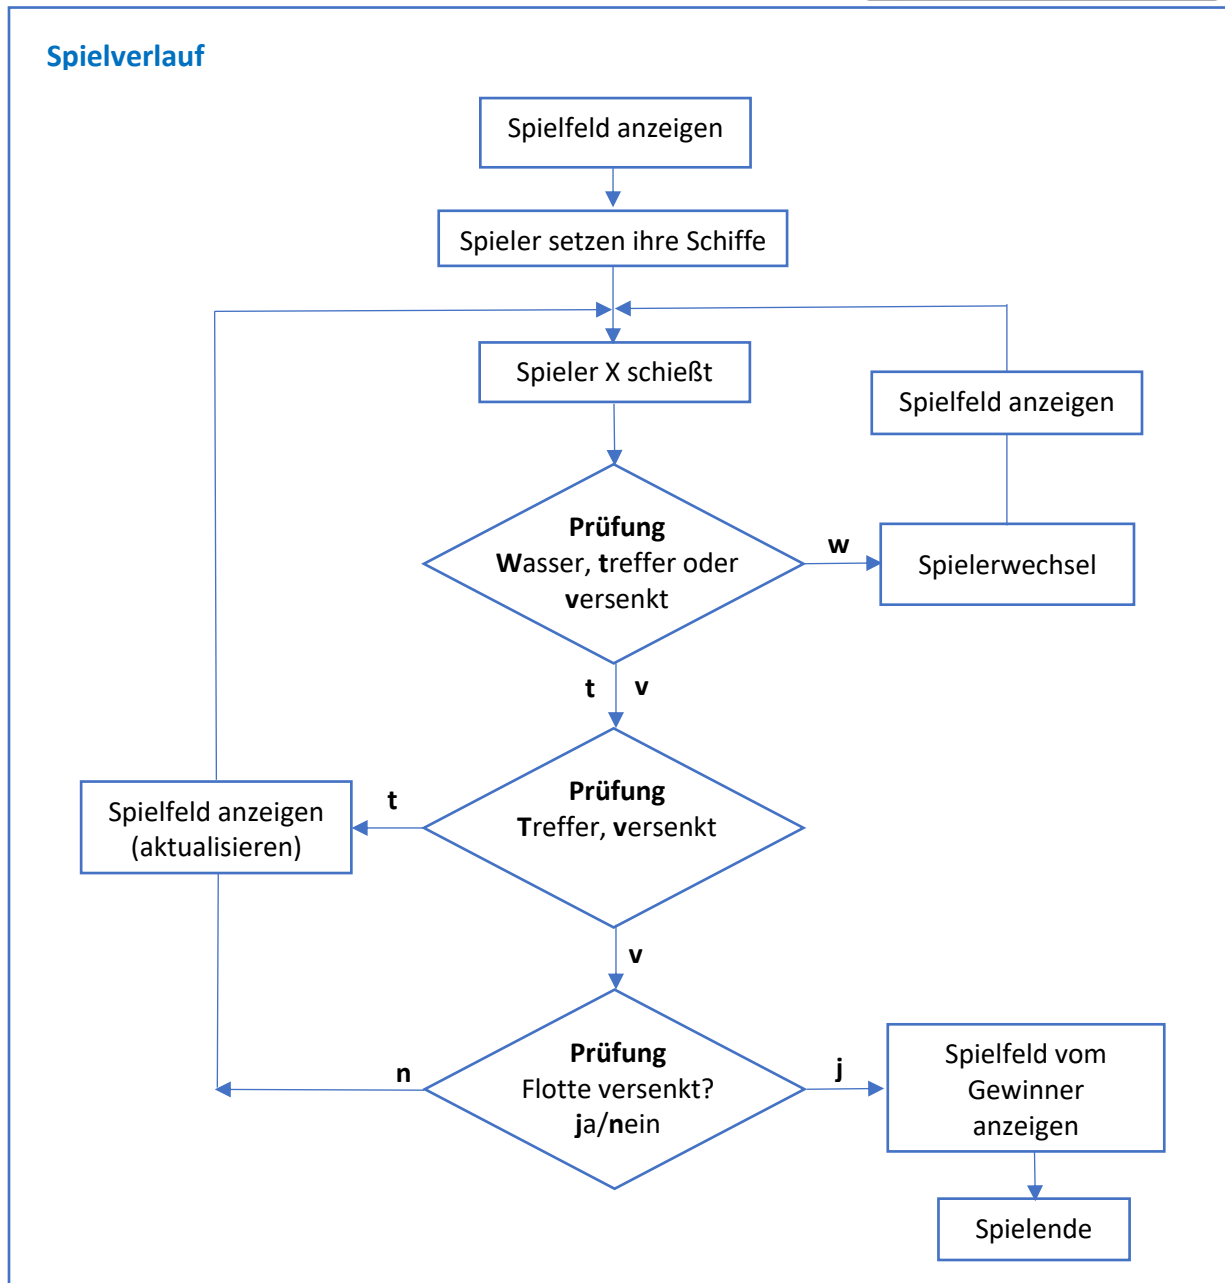 Spielverlauf
Spielfeld anzeigen
Spieler setzen ihre Schiffe
Spieler X schießt
Spielfeld anzeigen
Prüfung
Wasser, treffer oder
versenkt
w
Spielerwechsel
t v
Prüfung
Treffer, versenkt
t
Spielfeld anzeigen
(aktualisieren)
v
Prüfung
Flotte versenkt?
ja/nein
n
j
Spielfeld vom
Gewinner
anzeigen
Spielende